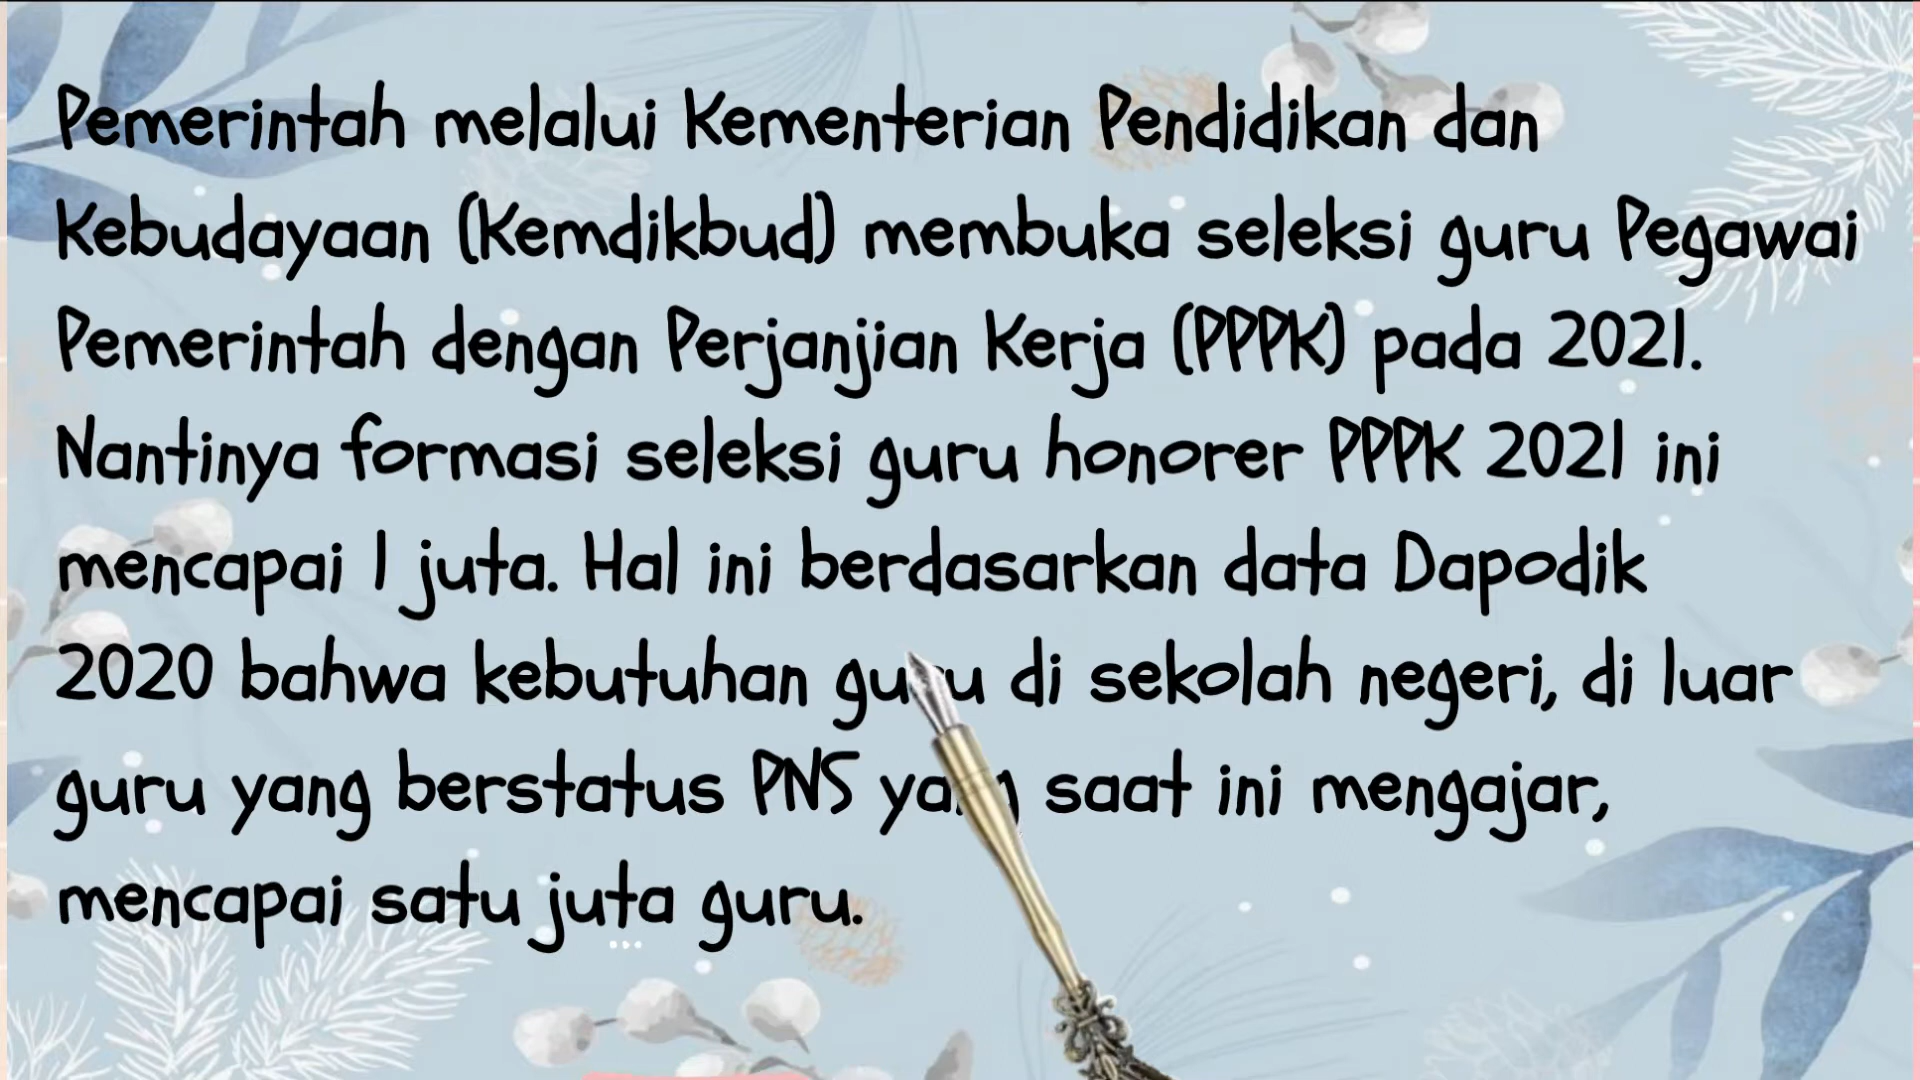 Pemerintah melalui Kementerian Pendidikan dan
Kebudayaan (Kemdikbud) membuka seleksi guru Pegawai
Pemerintah dengan Perjanjian Kerja (PPPK) pada 2021.
Nantinya formasi seleksi guru honorer PPPK 2021 ini
mencapai 1 juta. Hal ini berdasarkan data Dapodik
2020 bahwa kebutuhan guru di sekolah negeri, di luar
guru yang berstatus PNS yang saat ini mengajar,
mencapai satu juta guru.
...